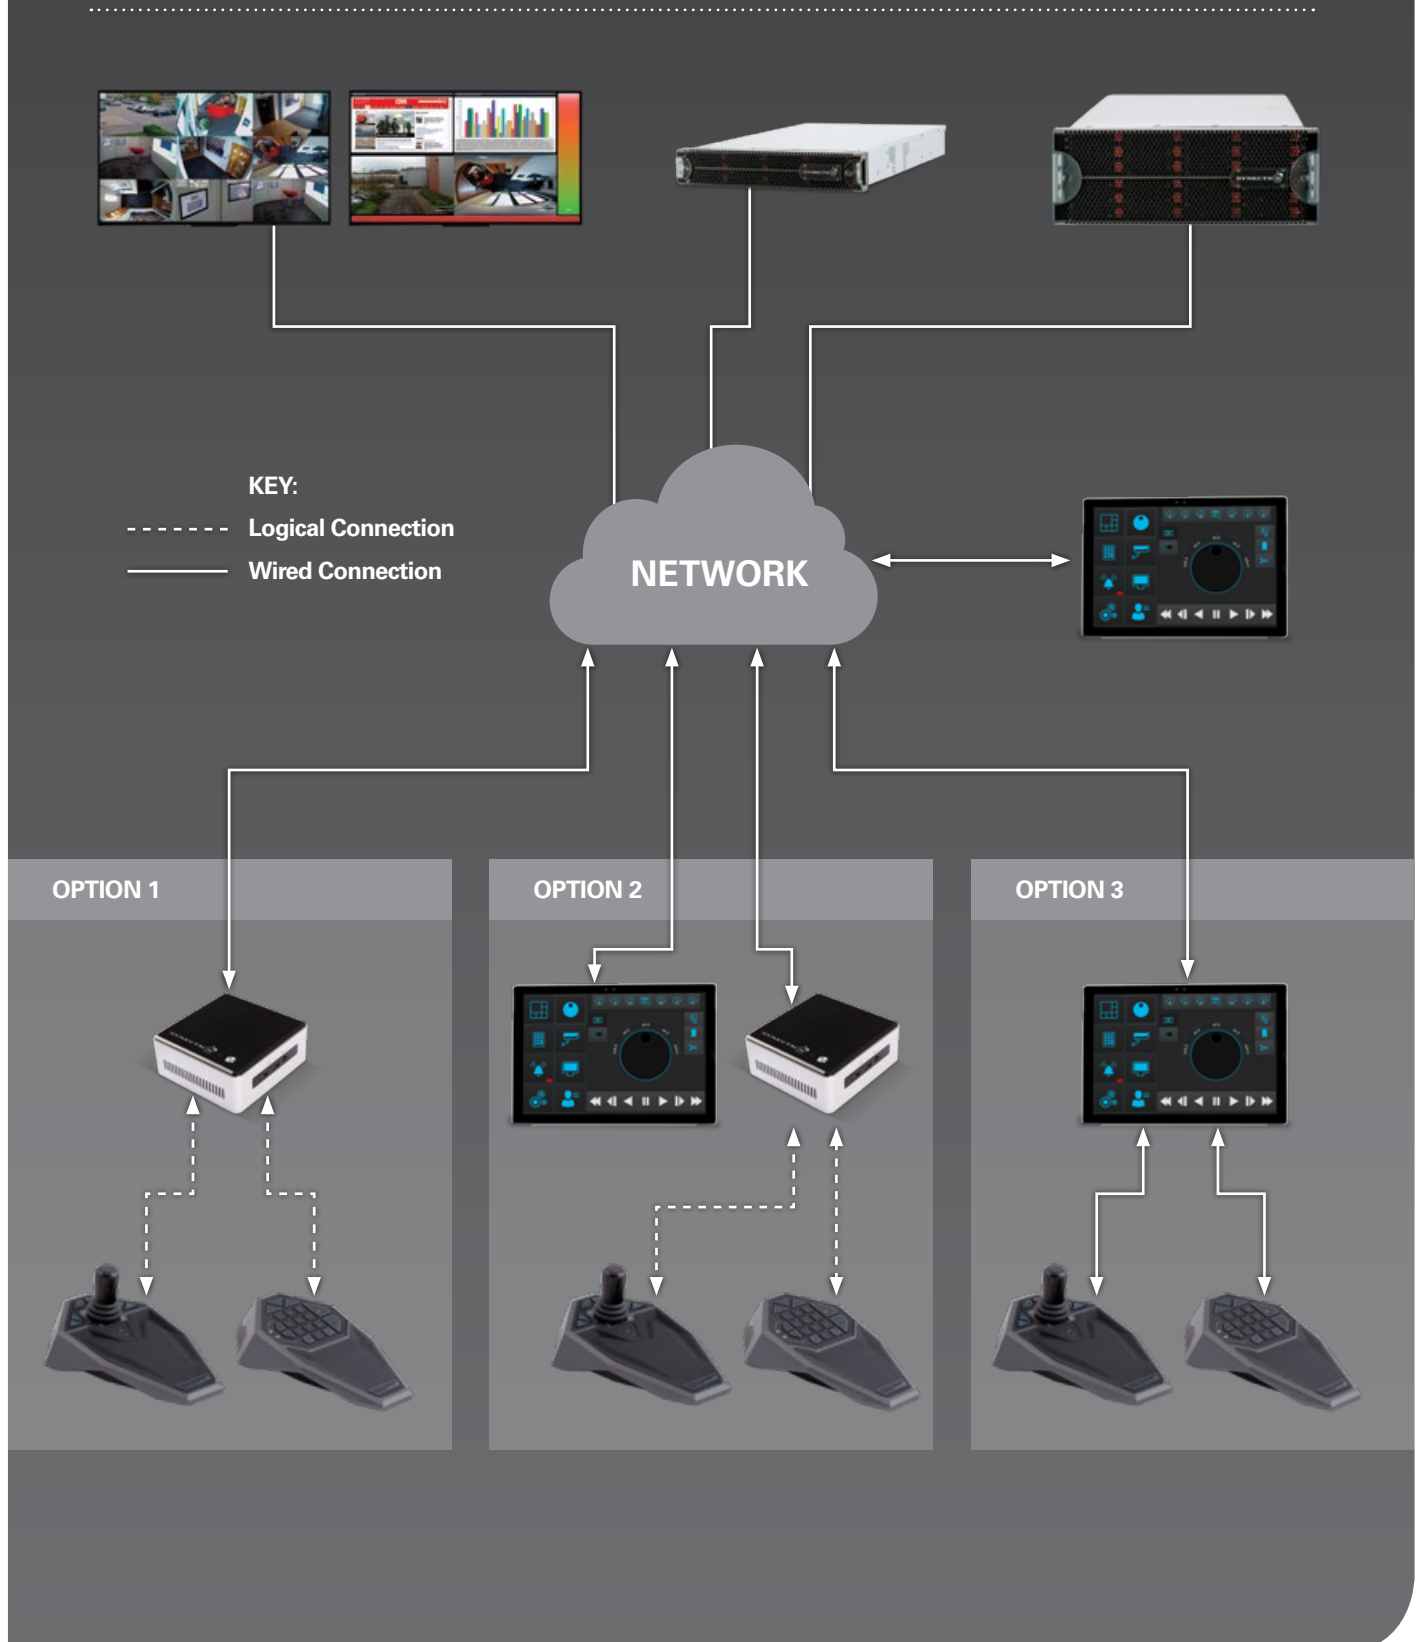 KEY:
Logical Connection
Wired Connection
NETWORK
OPTION 1
OPTION 2
OPTION 3